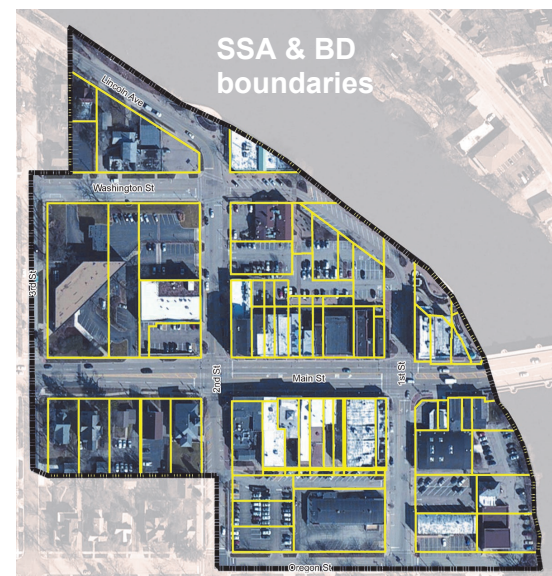 SSA & BD
boundaries
Lincoln Ave
Washington St
3rd St
2nd St
Main St
1st St
Oregon St